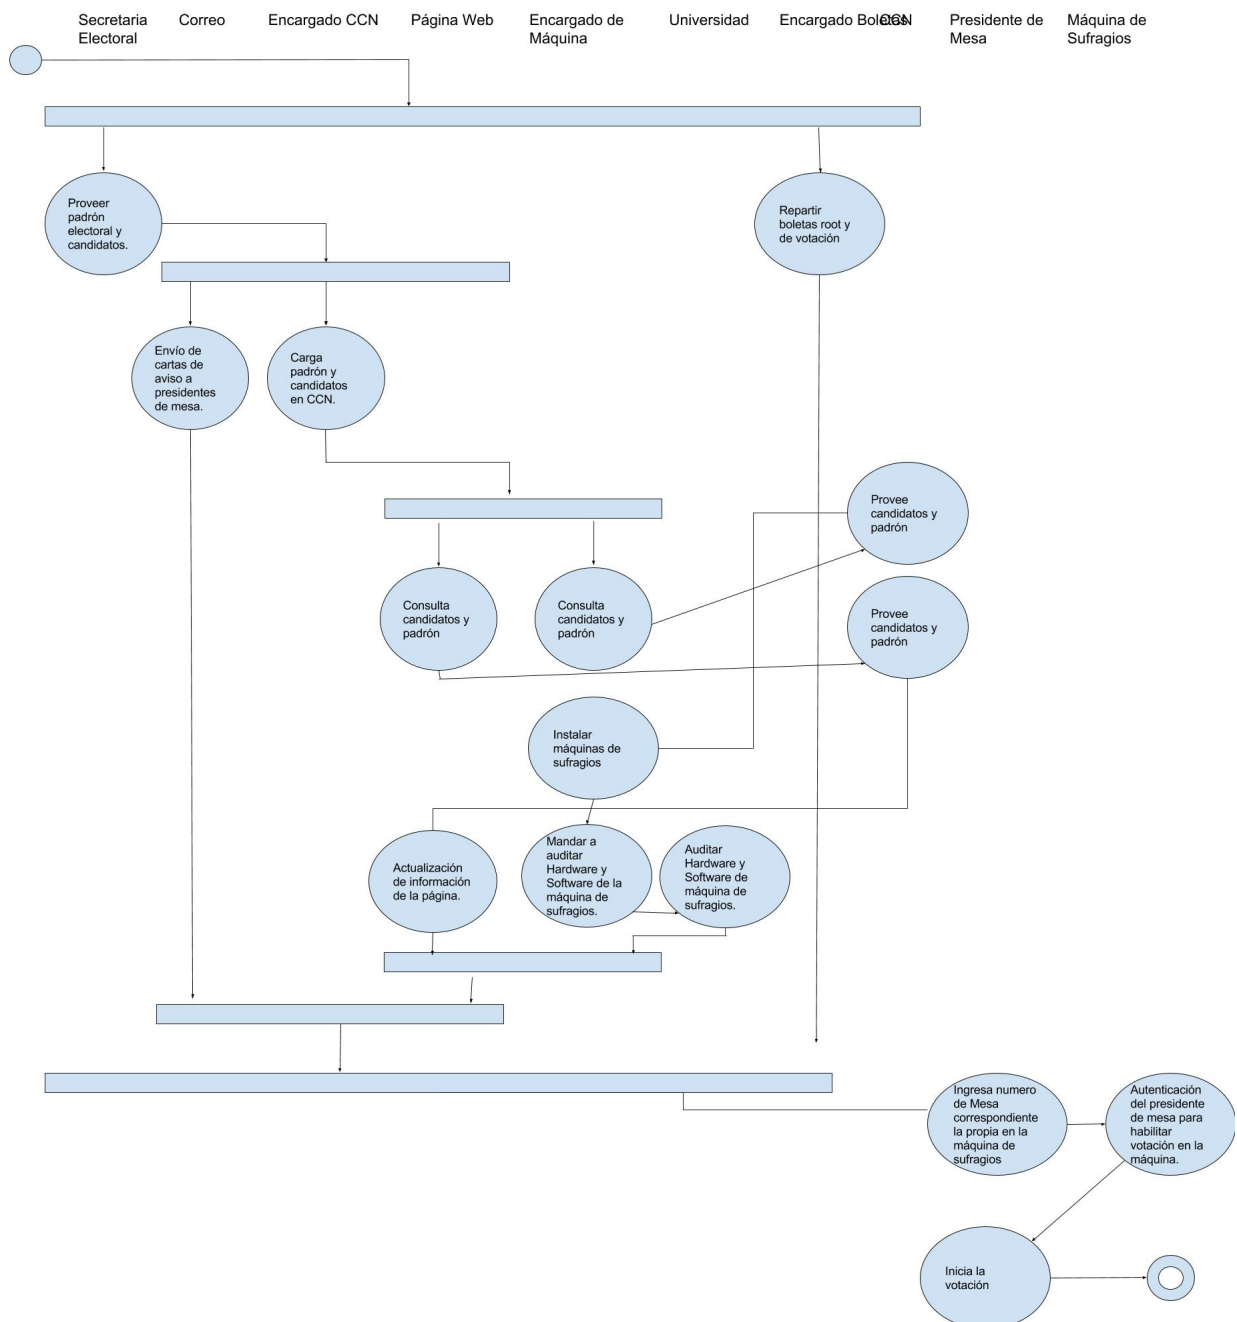 Secretaria
Electoral
Correo
Encargado CCN
Página Web
Encargado de
Máquina
Universidad
Encargado Boletas
CCN
Presidente de
Mesa
Máquina de
Sufragios
Proveer
padrón
electoral y
candidatos.
Repartir
boletas root y
de votación
Envío de
cartas de
aviso a
presidentes
de mesa.
Carga
padrón y
candidatos
en CCN.
Provee
candidatos y
padrón
Consulta
candidatos y
padrón
Consulta
candidatos y
padrón
Provee
candidatos y
padrón
Instalar
máquinas de
sufragios
Actualización
de información
de la página.
Mandar a
auditar
Hardware y
Software de la
máquina de
sufragios.
Auditar
Hardware y
Software de
máquina de
sufragios.
Ingresa numero
de Mesa
correspondiente
la propia en la
máquina de
sufragios
Autenticación
del presidente
de mesa para
habilitar
votación en la
máquina.
Inicia la
votación